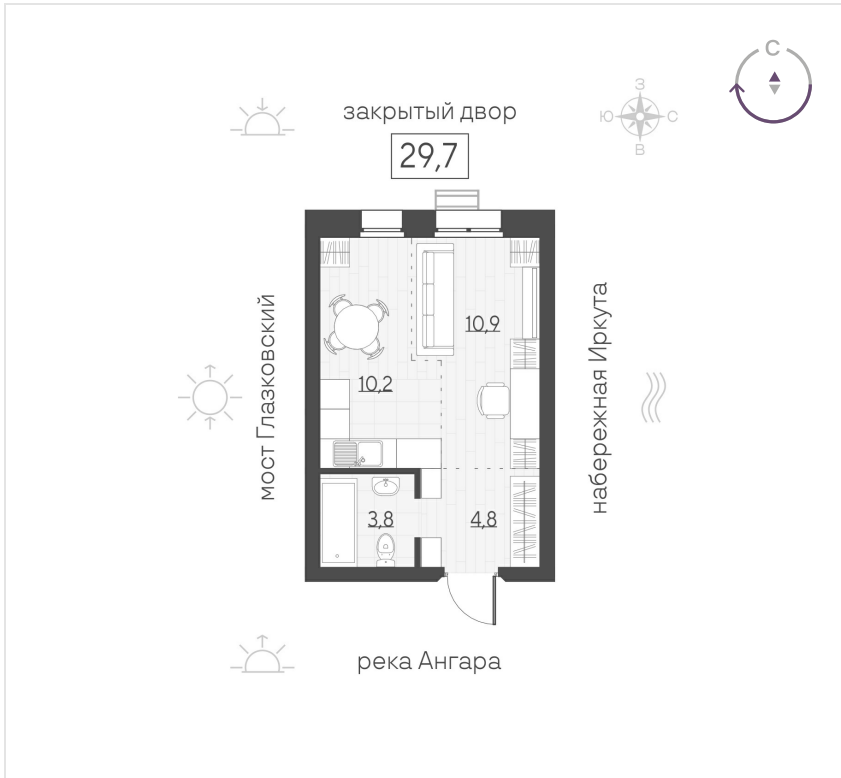 С
закрытый двор
З
Ю
С
В
29,7
мост Глазковский
10,9
набережная Иркута
10,2
3,8
4,8
река Ангара